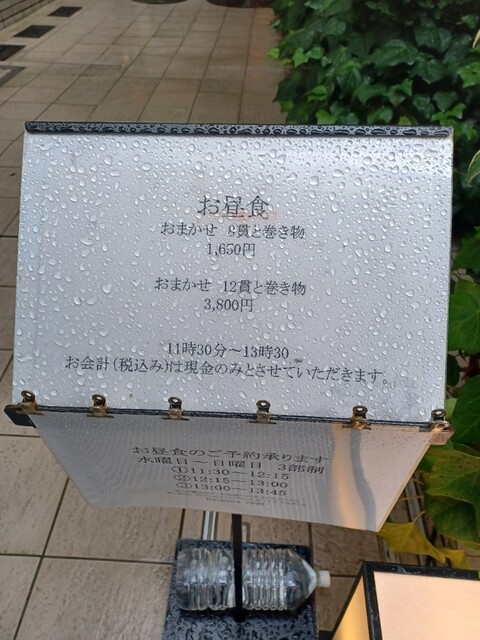 お昼食
おまかせ 8貫と巻き物
1,650円
おまかせ 12貫と巻き物
3,800円
11時30分〜13時30
お会計(税込み)は現金のみとさせていただきます。
お昼食のご予約承ります
水曜日〜日曜日 3部制
①11:30〜12:15
②12:15〜13:00
③13:00〜13:45